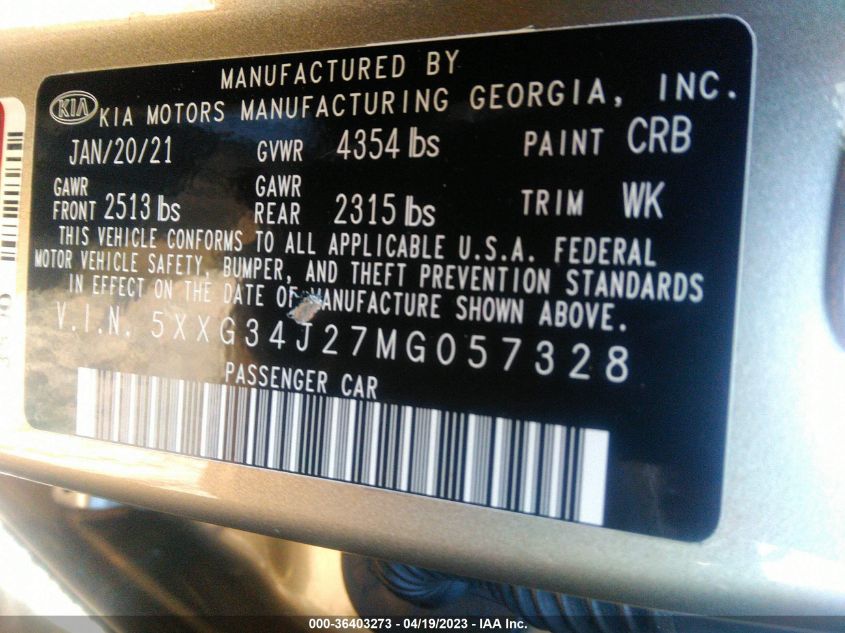 MANUFACTURED BY
KIA KIA MOTORS MANUFACTURING GEORGIA, INC.
JAN/20/21 GVWR 4354 lbs PAINT CRB
GAWR FRONT 2513 lbs GAWR REAR 2315 lbs TRIM WK
THIS VEHICLE CONFORMS TO ALL APPLICABLE U.S.A. FEDERAL
MOTOR VEHICLE SAFETY, BUMPER, AND THEFT PREVENTION STANDARDS
IN EFFECT ON THE DATE OF MANUFACTURE SHOWN ABOVE.
V.I.N. 5XXG34J27MG057328
PASSENGER CAR
000-36403273 - 04/19/2023 - IAA Inc.